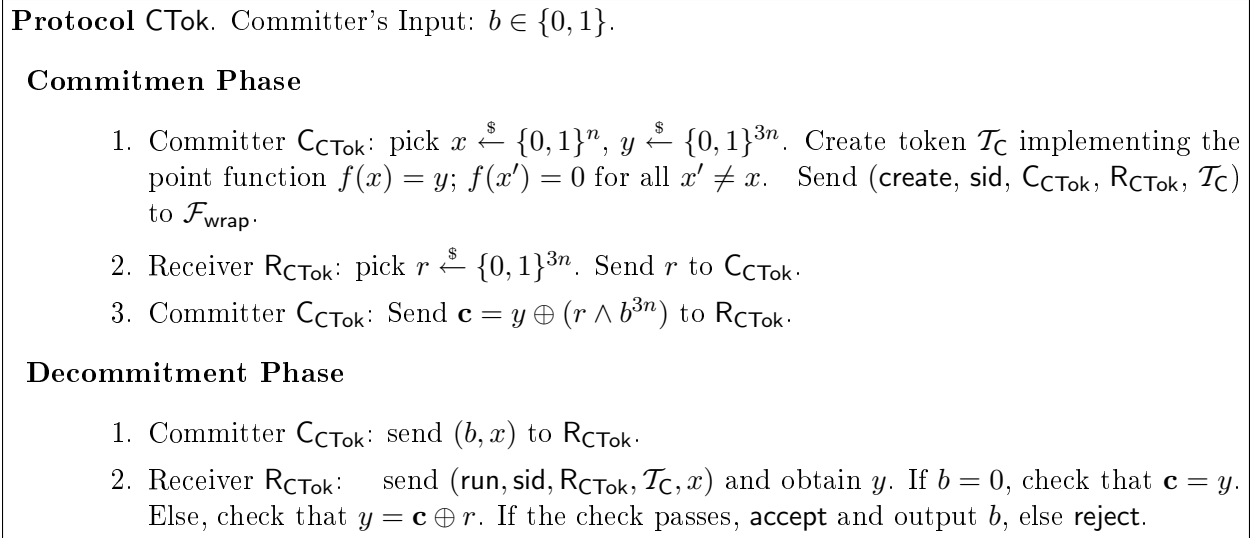 Protocol CTok. Committer's Input: b ∈ {0, 1}.
Commitmen Phase
1. Committer C_CTok: pick x ←$ {0, 1}^n, y ←$ {0, 1}^{3n}. Create token 𝒯_C implementing the
point function f(x) = y; f(x′) = 0 for all x′ ≠ x. Send (create, sid, C_CTok, R_CTok, 𝒯_C)
to ℱ_wrap.
2. Receiver R_CTok: pick r ←$ {0, 1}^{3n}. Send r to C_CTok.
3. Committer C_CTok: Send c = y ⊕ (r ∧ b^{3n}) to R_CTok.
Decommitment Phase
1. Committer C_CTok: send (b, x) to R_CTok.
2. Receiver R_CTok: send (run, sid, R_CTok, 𝒯_C, x) and obtain y. If b = 0, check that c = y.
Else, check that y = c ⊕ r. If the check passes, accept and output b, else reject.